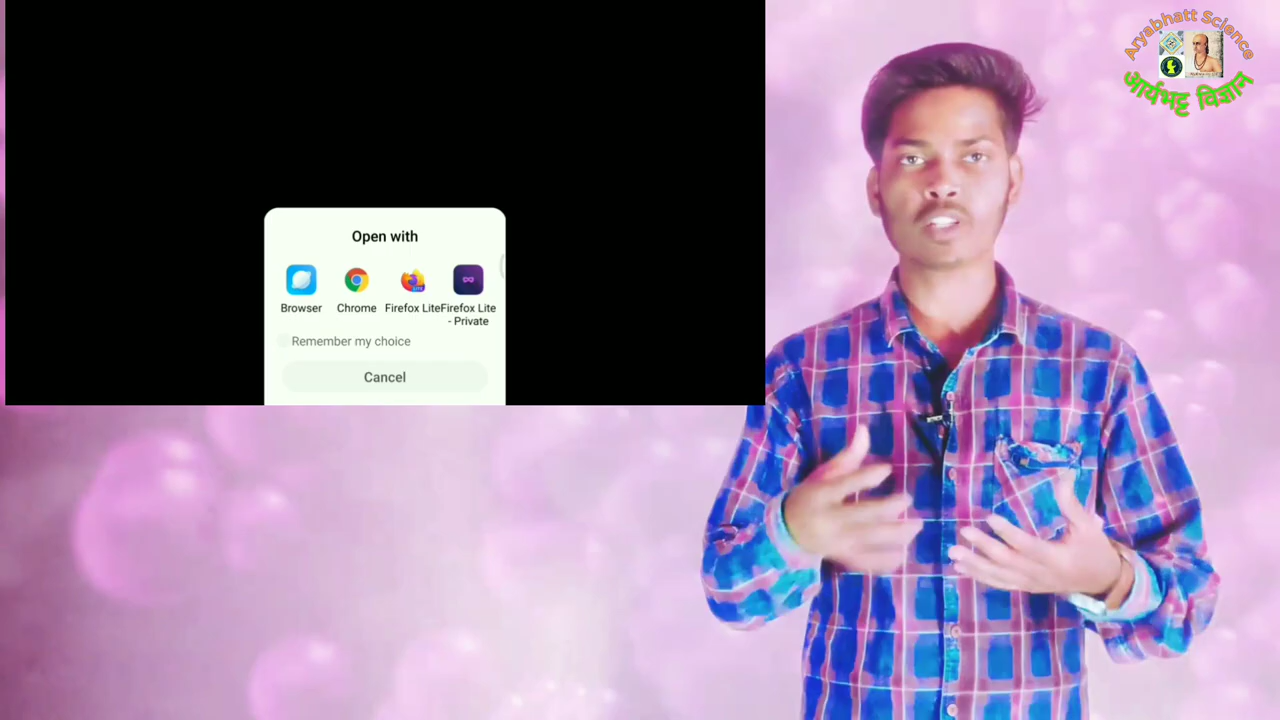 Open with
Browser
Chrome
Firefox Lite
Firefox Lite
- Private
Remember my choice
Cancel
Aryabhatt Science
आर्यभट्ट विज्ञान